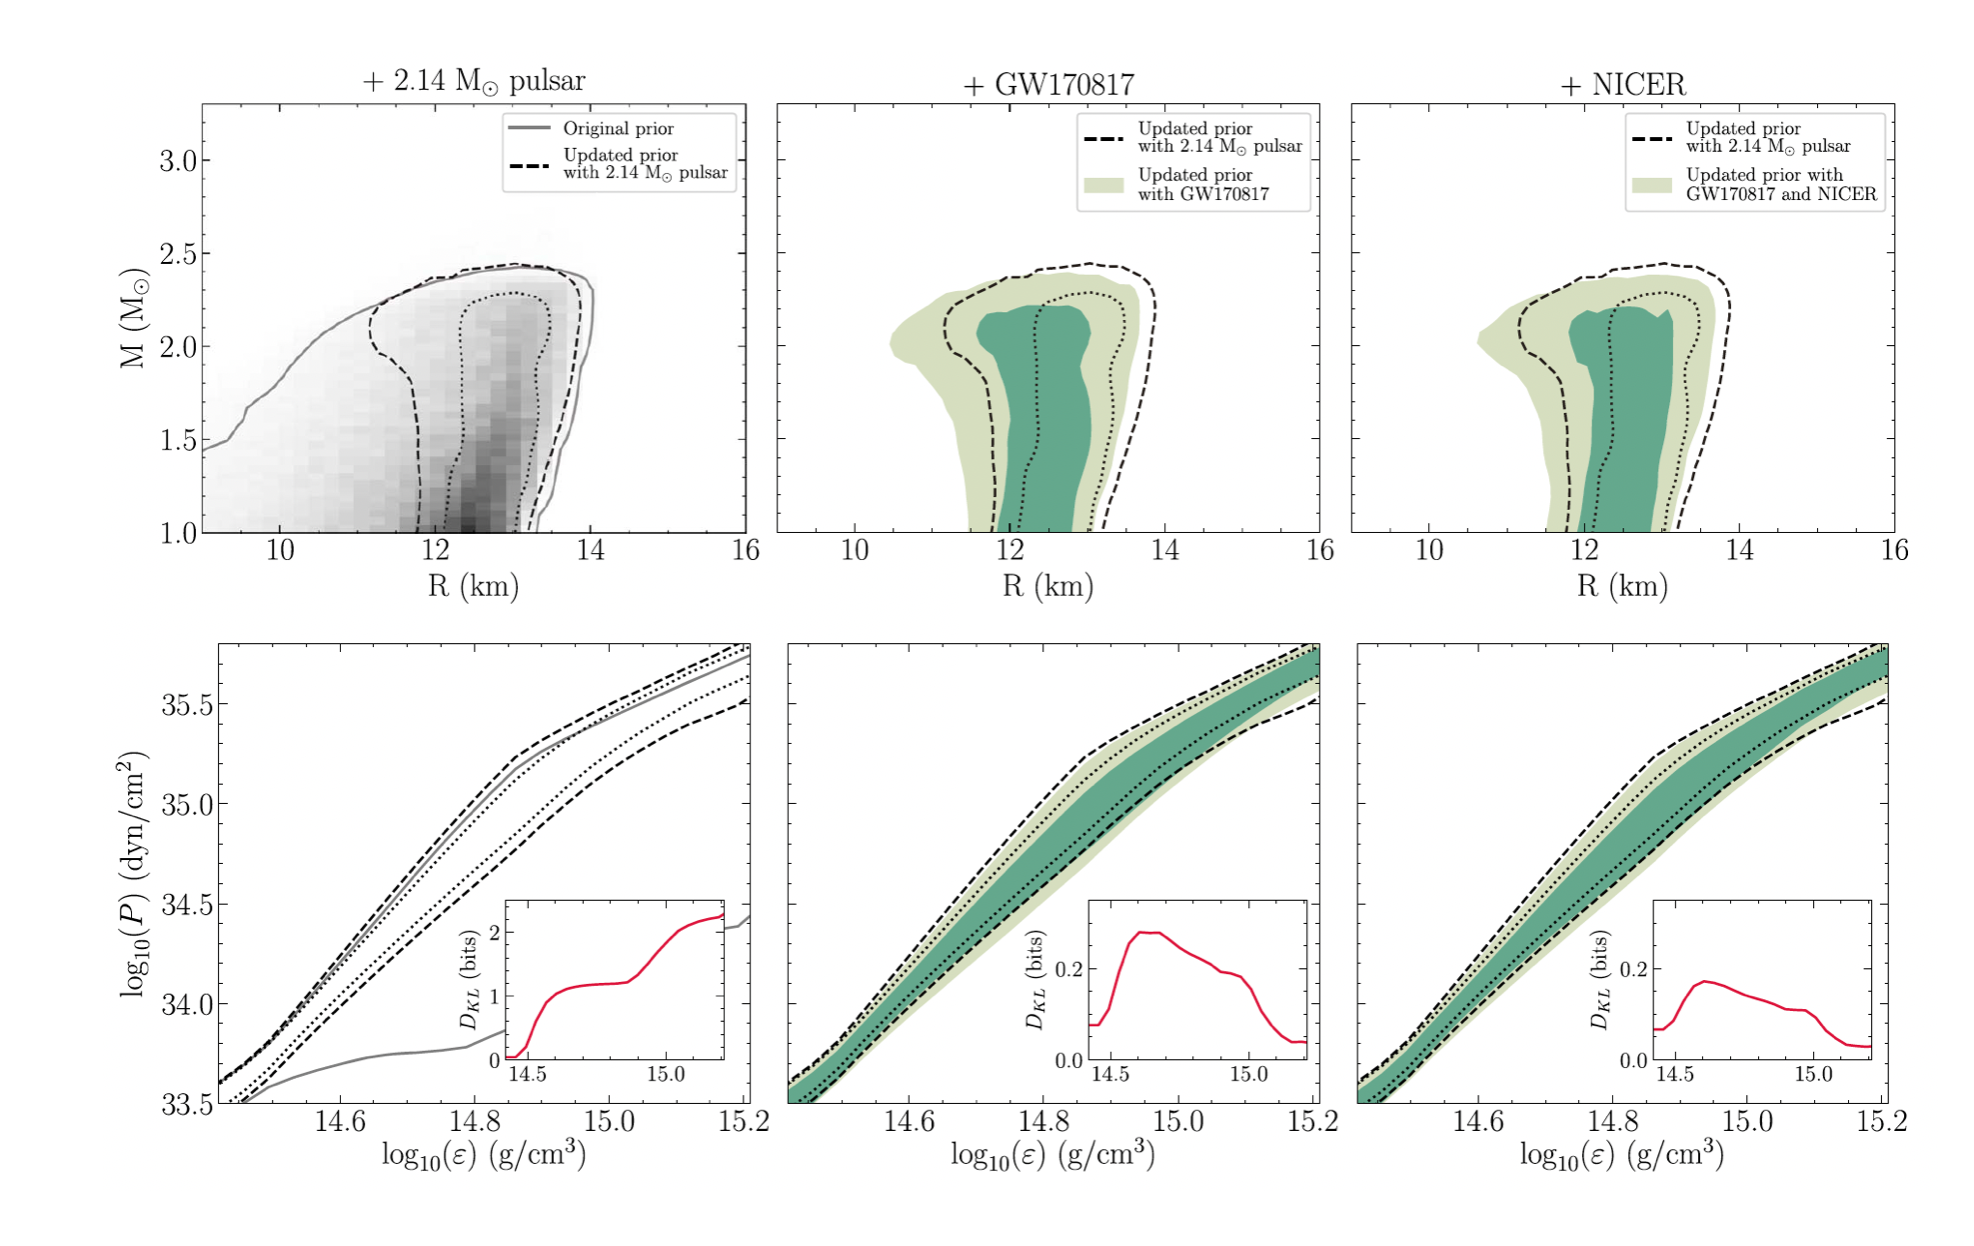 + 2.14 M☉ pulsar
+ GW170817
+ NICER
Original prior
Updated prior
with 2.14 M☉ pulsar
Updated prior
with 2.14 M☉ pulsar
Updated prior
with GW170817
Updated prior
with 2.14 M☉ pulsar
Updated prior with
GW170817 and NICER
M (M☉)
3.0
2.5
2.0
1.5
1.0
10 12 14 16
10 12 14 16
10 12 14 16
R (km)
R (km)
R (km)
log₁₀(P) (dyn/cm²)
35.5
35.0
34.5
34.0
33.5
D_KL (bits)
2
1
0
14.5 15.0
D_KL (bits)
0.2
0.0
14.5 15.0
D_KL (bits)
0.2
0.0
14.5 15.0
14.6 14.8 15.0 15.2
14.6 14.8 15.0 15.2
14.6 14.8 15.0 15.2
log₁₀(ε) (g/cm³)
log₁₀(ε) (g/cm³)
log₁₀(ε) (g/cm³)